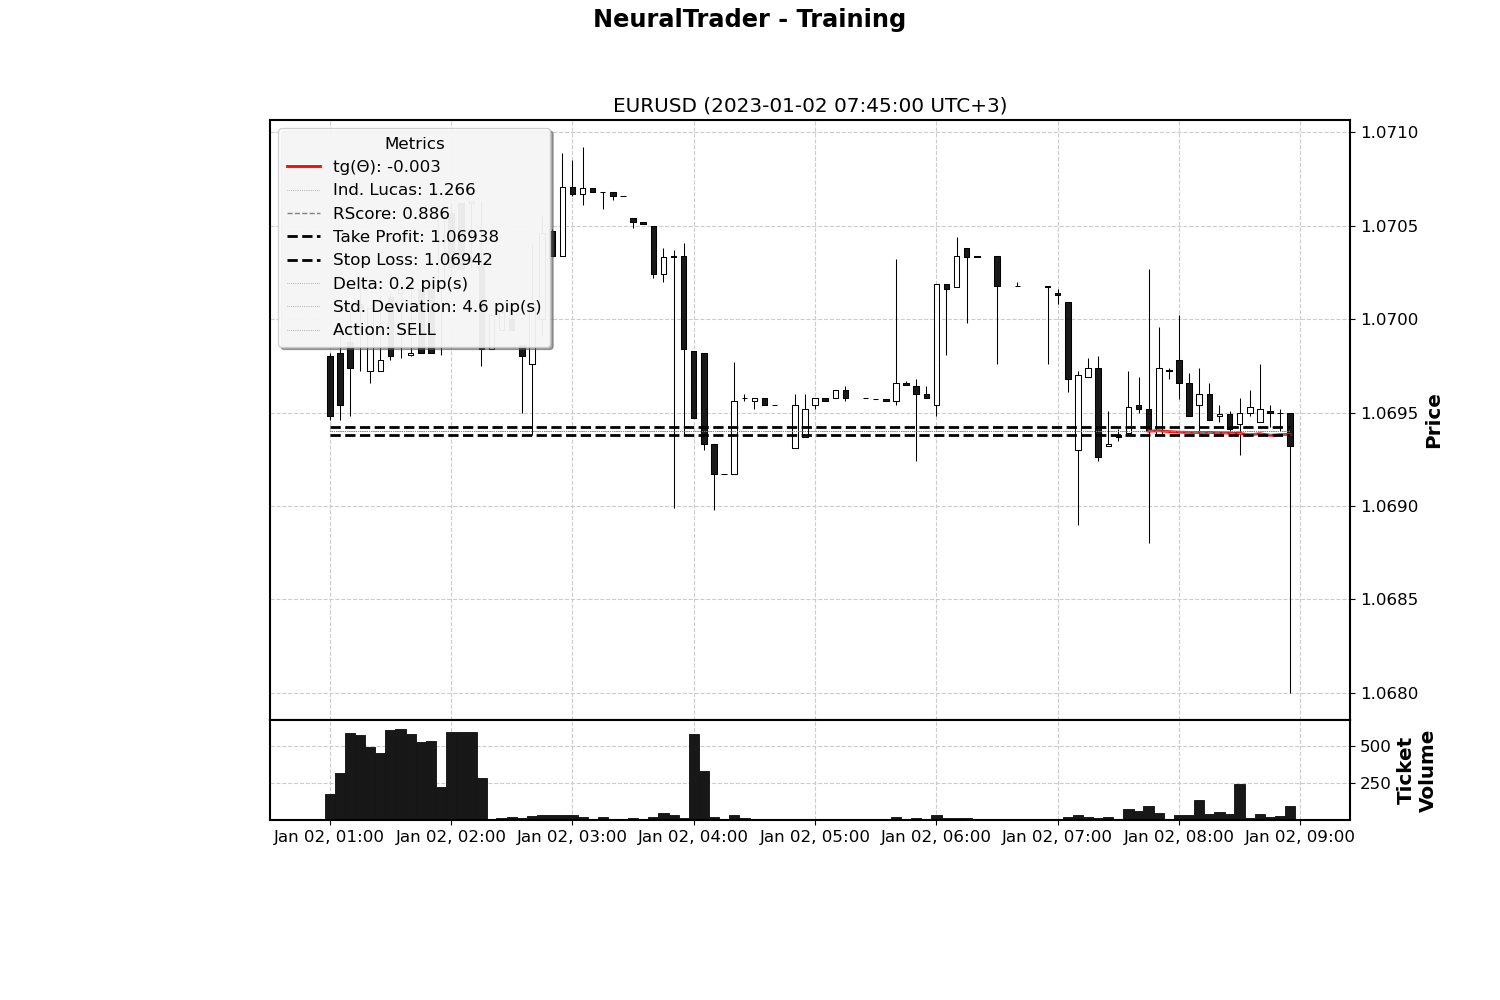 NeuralTrader - Training
EURUSD (2023-01-02 07:45:00 UTC+3)
Metrics
tg(Θ): -0.003
Ind. Lucas: 1.266
RScore: 0.886
Take Profit: 1.06938
Stop Loss: 1.06942
Delta: 0.2 pip(s)
Std. Deviation: 4.6 pip(s)
Action: SELL
1.0710
1.0705
1.0700
1.0695
1.0690
1.0685
1.0680
Price
500
250
Ticket
Volume
Jan 02, 01:00
Jan 02, 02:00
Jan 02, 03:00
Jan 02, 04:00
Jan 02, 05:00
Jan 02, 06:00
Jan 02, 07:00
Jan 02, 08:00
Jan 02, 09:00